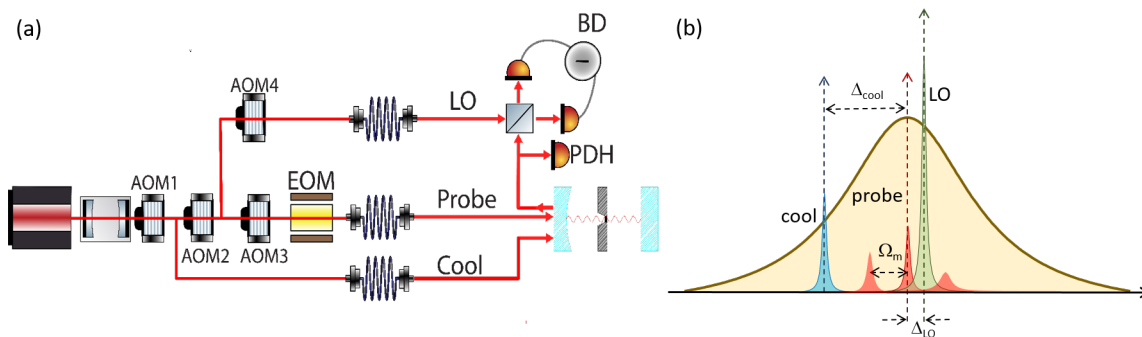 (a)
BD
AOM4
LO
PDH
AOM1
EOM
Probe
AOM2
AOM3
Cool
(b)
Δcool
LO
probe
cool
Ωm
ΔLO